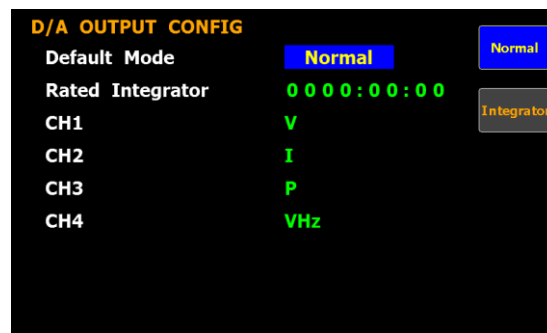 D/A OUTPUT CONFIG
Default Mode Normal
Rated Integrator 0000:00:00
CH1 V
CH2 I
CH3 P
CH4 VHz
Normal
Integrator